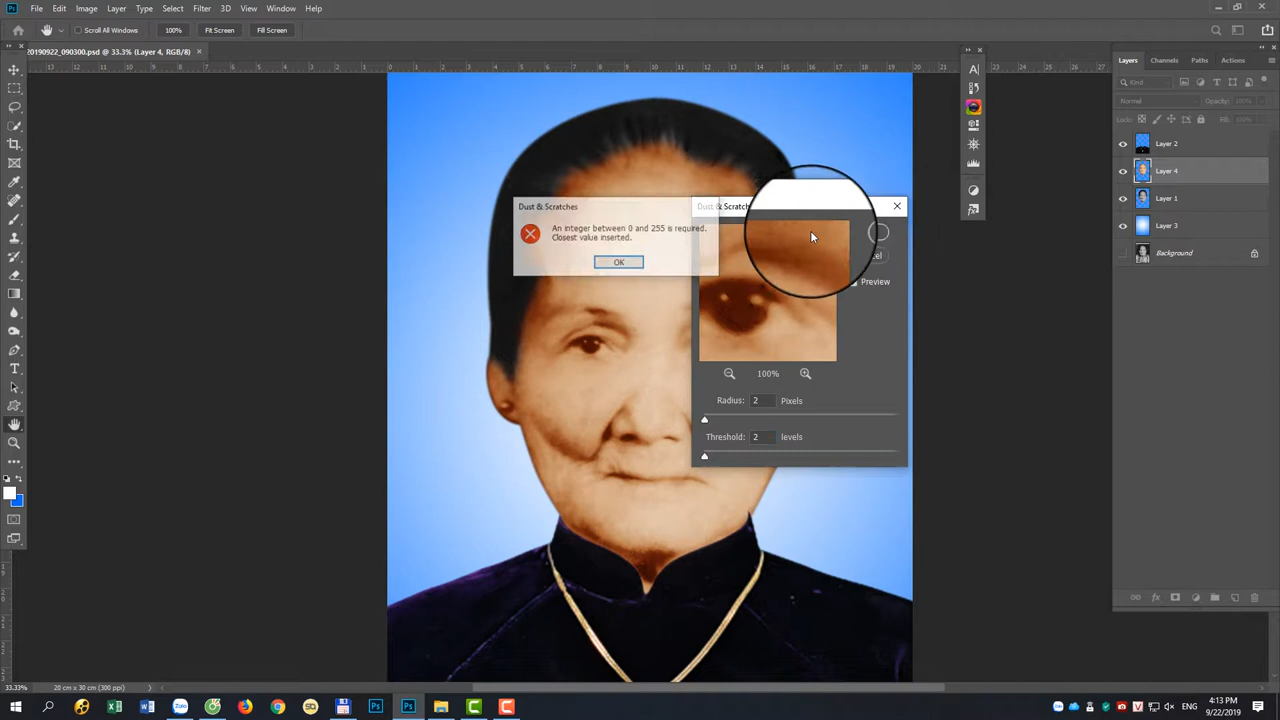 File Edit Image Layer Type Select Filter 3D View Window Help
Scroll All Windows 100% Fit Screen Fill Screen
20190922_090300.psd @ 33.3% (Layer 4, RGB/8)
Layers Channels Paths Actions
Kind
Normal Opacity: 100%
Lock: Fill: 100%
Layer 2
Layer 4
Layer 1
Layer 3
Background
Dust & Scratches
An integer between 0 and 255 is required.
Closest value inserted.
OK
Dust & Scratch
Preview
100%
Radius: 2 Pixels
Threshold: 2 levels
33.33% 20 cm x 30 cm (300 ppi)
ENG 4:13 PM
9/22/2019